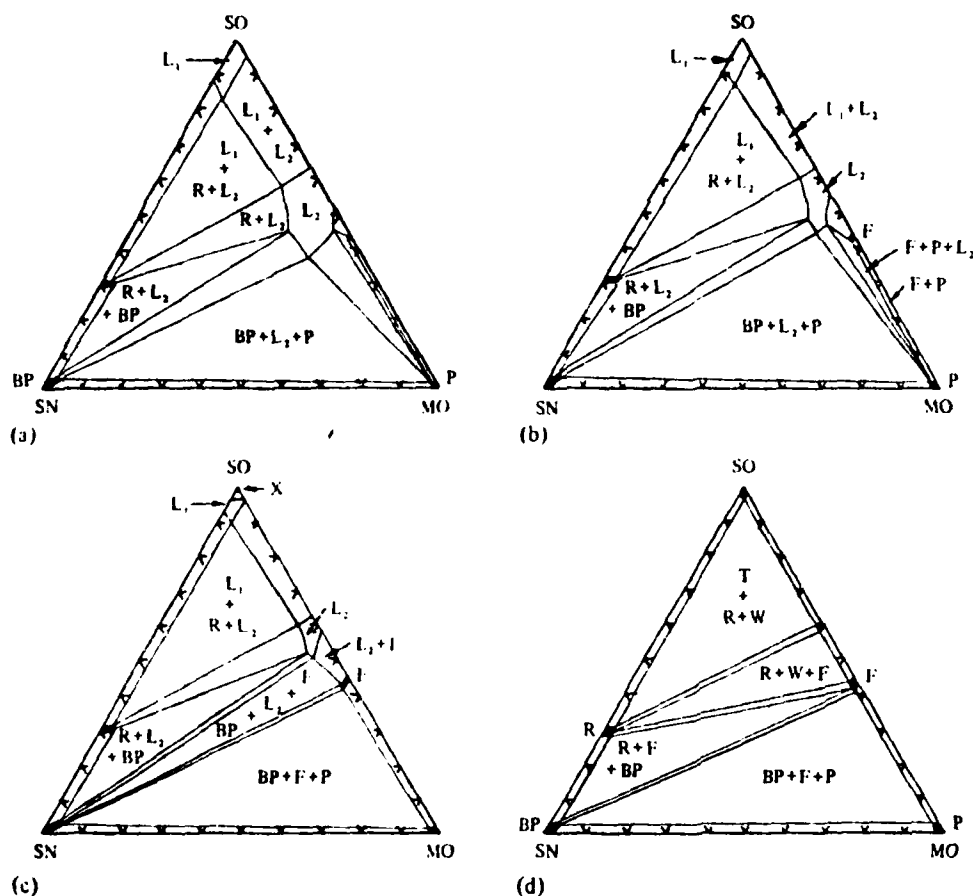 SO
L₁
L₁
+
L₂
L₁
+
R+L₂
R+L₂
L₂
R+L₂
+ BP
BP+L₂+P
BP
SN
P
MO
(a)
SO
L₁
L₁+L₂
L₁
+
R+L₂
L₂
F
F+P+L₂
F+P
R+L₂
+ BP
BP+L₂+P
SN
P
MO
(b)
SO
X
L₁
L₁
+
R+L₂
L₂
F
R+L₂
+ BP
BP + L₂ +
BP+F+P
SN
MO
(c)
SO
T
+
R+W
R+W+F
F
R
R+F
+ BP
BP+F+P
BP
SN
P
MO
(d)